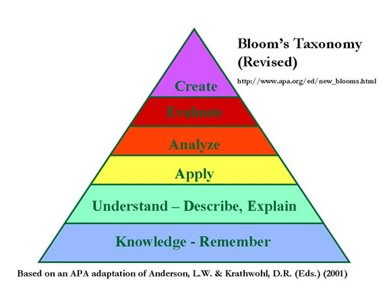 Bloom's Taxonomy
(Revised)
http://www.apa.org/ed/new_blooms.html
Create
Evaluate
Analyze
Apply
Understand – Describe, Explain
Knowledge - Remember
Based on an APA adaptation of Anderson, L.W. & Krathwohl, D.R. (Eds.) (2001)